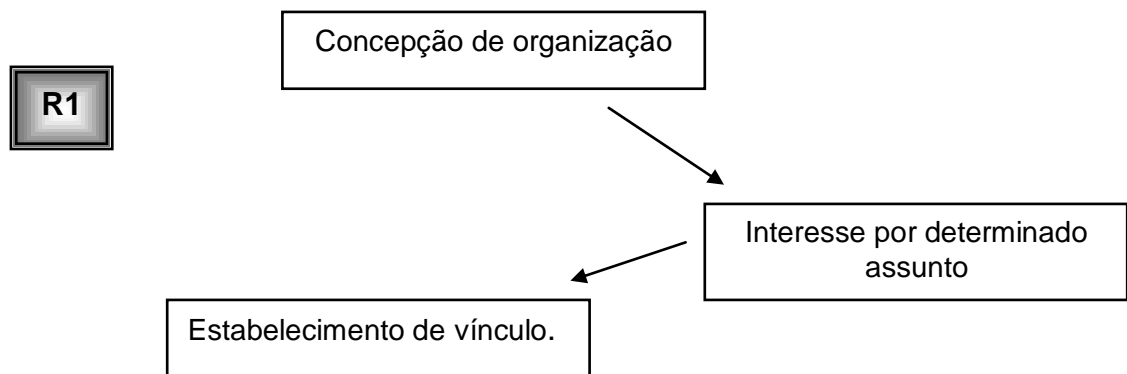 Concepção de organização
R1
Interesse por determinado
assunto
Estabelecimento de vínculo.